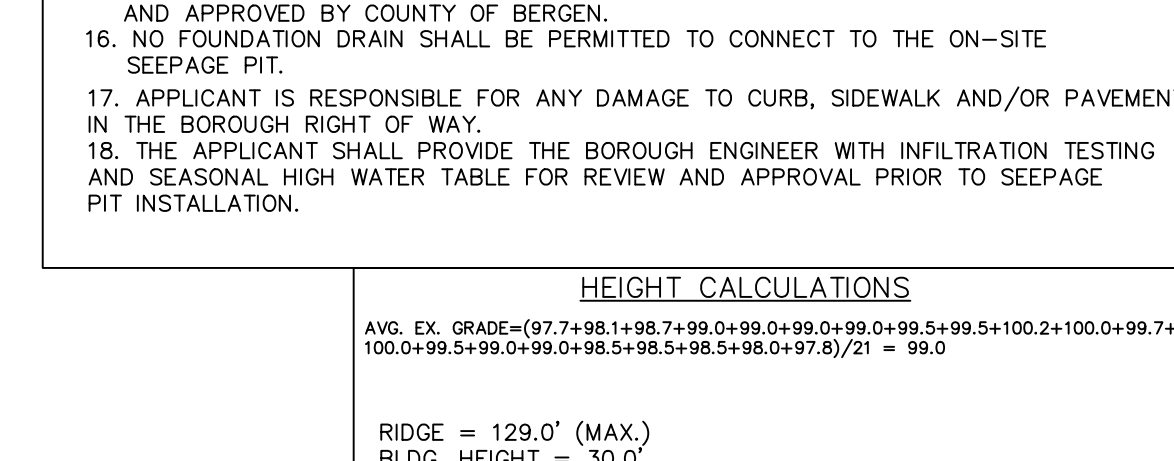 AND APPROVED BY COUNTY OF BERGEN.
16. NO FOUNDATION DRAIN SHALL BE PERMITTED TO CONNECT TO THE ON-SITE
SEEPAGE PIT.
17. APPLICANT IS RESPONSIBLE FOR ANY DAMAGE TO CURB, SIDEWALK AND/OR PAVEMENT
IN THE BOROUGH RIGHT OF WAY.
18. THE APPLICANT SHALL PROVIDE THE BOROUGH ENGINEER WITH INFILTRATION TESTING
AND SEASONAL HIGH WATER TABLE FOR REVIEW AND APPROVAL PRIOR TO SEEPAGE
PIT INSTALLATION.
HEIGHT CALCULATIONS
AVG. EX. GRADE=(97.7+98.1+98.7+99.0+99.0+99.0+99.0+99.5+99.5+100.2+100.0+99.7+
100.0+99.5+99.0+99.0+98.5+98.5+98.5+98.0+97.8)/21 = 99.0
RIDGE = 129.0' (MAX.)
BLDG. HEIGHT = 30.0'